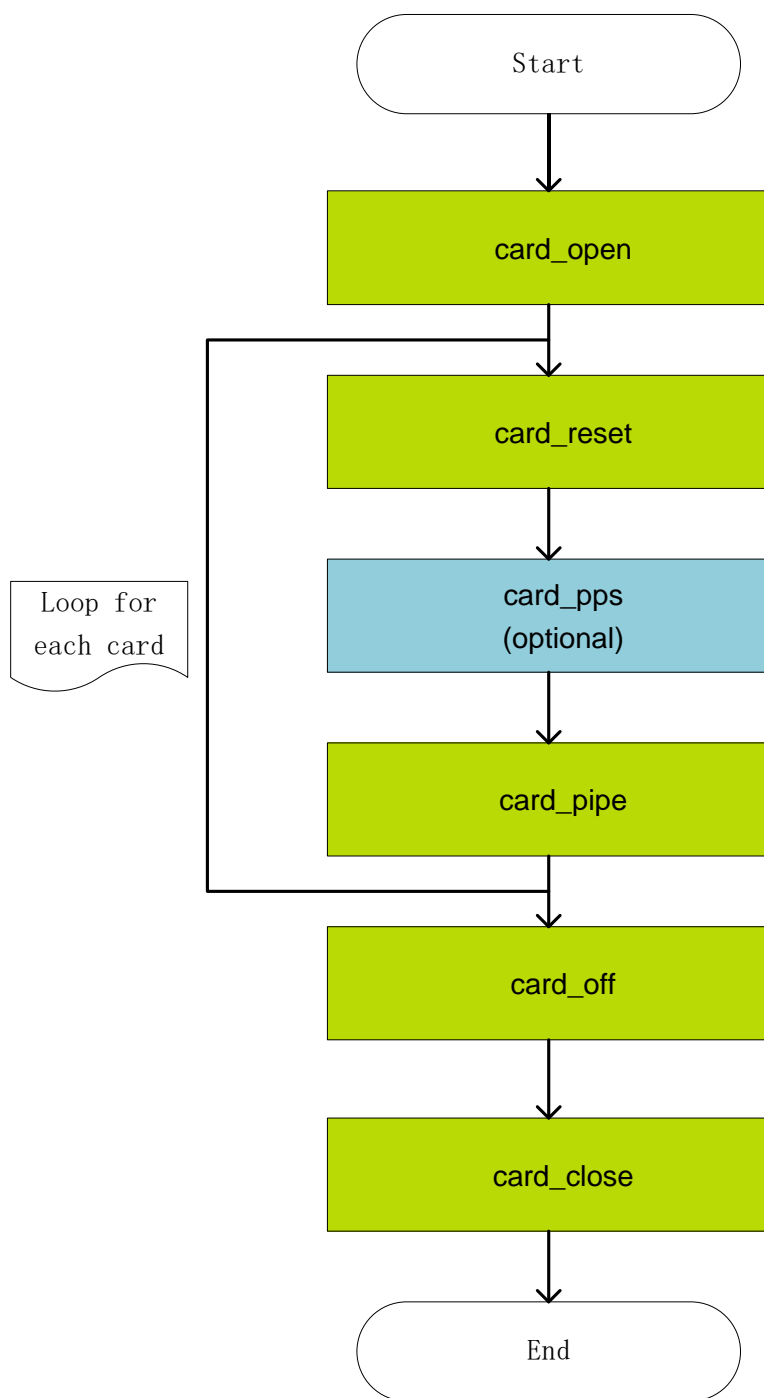 Start
card_open
card_reset
Loop for
each card
card_pps
(optional)
card_pipe
card_off
card_close
End